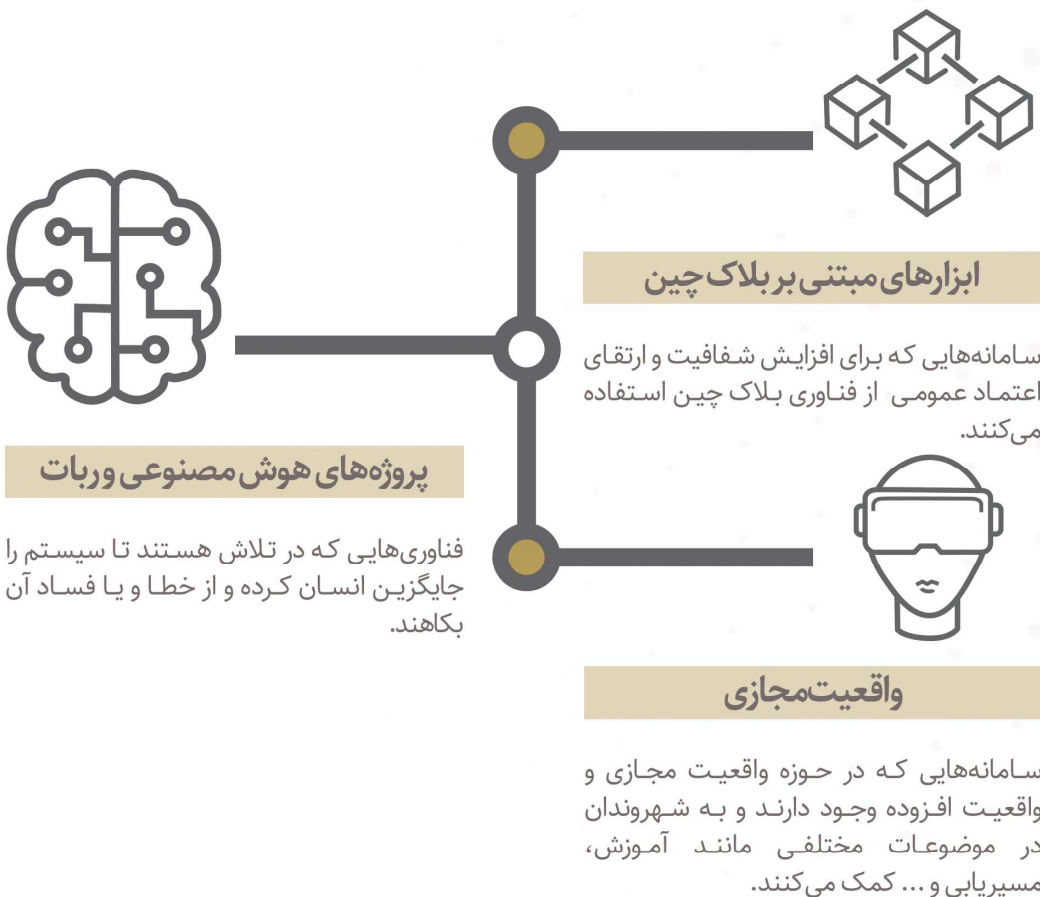 ابزارهای مبتنی بر بلاک چین
سامانه‌هایی که برای افزایش شفافیت و ارتقای
اعتماد عمومی از فناوری بلاک چین استفاده
می‌کنند.
پروژه‌های هوش مصنوعی و ربات
فناوری‌هایی که در تلاش هستند تا سیستم را
جایگزین انسان کرده و از خطا و یا فساد آن
بکاهند.
واقعیت‌مجازی
سامانه‌هایی که در حوزه واقعیت مجازی و
واقعیت افزوده وجود دارند و به شهروندان
در موضوعات مختلفی مانند آموزش،
مسیریابی و ... کمک می‌کنند.